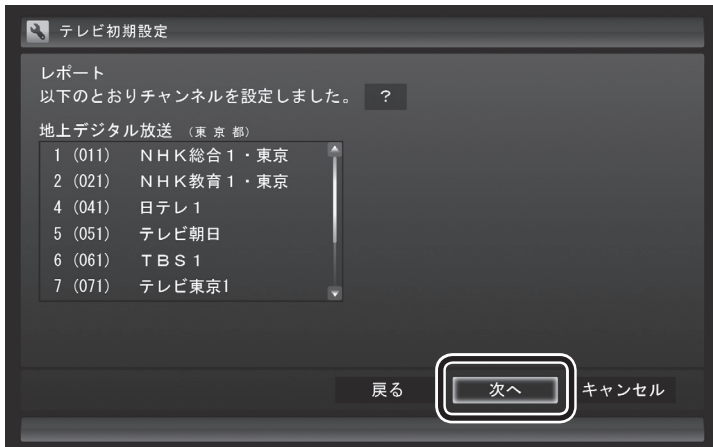 テレビ初期設定
レポート
以下のとおりチャンネルを設定しました。 ?
地上デジタル放送 (東京都)
1 (011) NHK総合1・東京
2 (021) NHK教育1・東京
4 (041) 日テレ1
5 (051) テレビ朝日
6 (061) TBS1
7 (071) テレビ東京1
戻る 次へ キャンセル